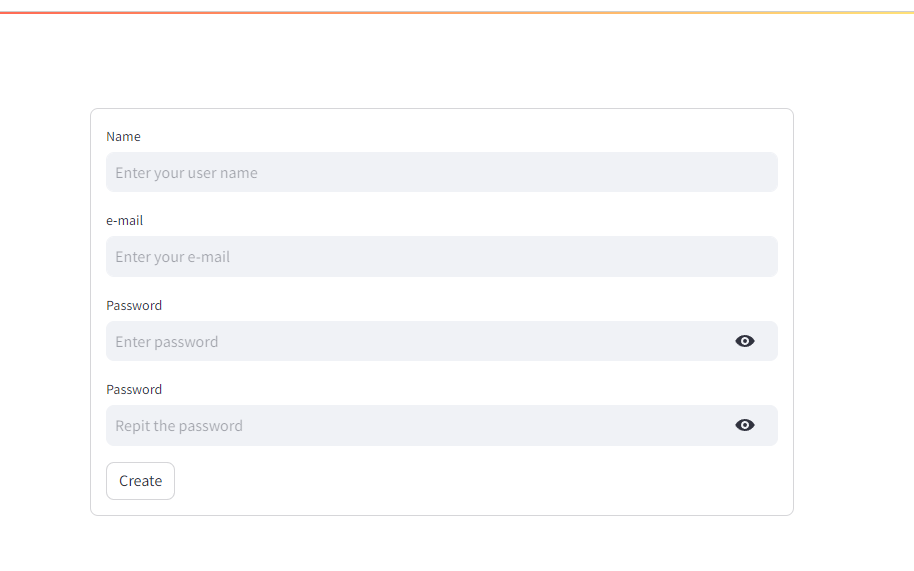 Name
Enter your user name
e-mail
Enter your e-mail
Password
Enter password
Password
Repit the password
Create